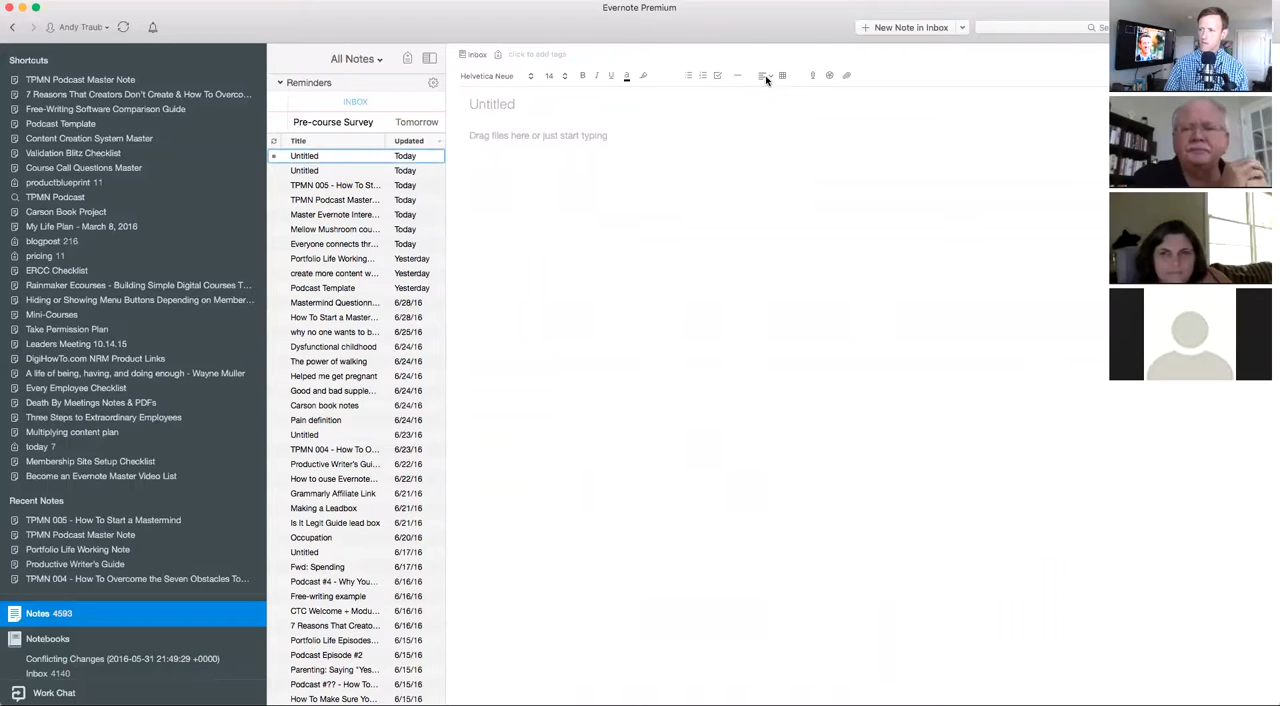 Evernote Premium
Andy Traub
New Note in Inbox
Shortcuts
TPMN Podcast Master Note
7 Reasons That Creators Don't Create & How To Overco...
Free-Writing Software Comparison Guide
Podcast Template
Content Creation System Master
Validation Blitz Checklist
Course Call Questions Master
productblueprint 11
TPMN Podcast
Carson Book Project
My Life Plan - March 8, 2016
blogpost 216
pricing 11
ERCC Checklist
Rainmaker Ecourses - Building Simple Digital Courses T...
Hiding or Showing Menu Buttons Depending on Member...
Mini-Courses
Take Permission Plan
Leaders Meeting 10.14.15
DigiHowTo.com NRM Product Links
A life of being, having, and doing enough - Wayne Muller
Every Employee Checklist
Death By Meetings Notes & PDFs
Three Steps to Extraordinary Employees
Multiplying content plan
today 7
Membership Site Setup Checklist
Become an Evernote Master Video List
Recent Notes
TPMN 005 - How To Start a Mastermind
TPMN Podcast Master Note
Portfolio Life Working Note
Productive Writer's Guide
TPMN 004 - How To Overcome the Seven Obstacles To...
Notes 4593
Notebooks
Conflicting Changes (2016-05-31 21:49:29 +0000)
Inbox 4140
Work Chat
All Notes
Reminders
INBOX
Pre-course Survey Tomorrow
Title Updated
Untitled Today
Untitled Today
TPMN 005 - How To St... Today
TPMN Podcast Master... Today
Master Evernote Intere... Today
Mellow Mushroom cou... Today
Everyone connects thr... Today
Portfolio Life Working... Yesterday
create more content w... Yesterday
Podcast Template Yesterday
Mastermind Questionn... 6/28/16
How To Start a Master... 6/28/16
why no one wants to b... 6/25/16
Dysfunctional childhood 6/24/16
The power of walking 6/24/16
Helped me get pregnant 6/24/16
Good and bad supple... 6/24/16
Carson book notes 6/24/16
Pain definition 6/24/16
Untitled 6/23/16
TPMN 004 - How To O... 6/23/16
Productive Writer's Gui... 6/22/16
How to ouse Evernote... 6/22/16
Grammarly Affiliate Link 6/21/16
Making a Leadbox 6/21/16
Is It Legit Guide lead box 6/21/16
Occupation 6/20/16
Untitled 6/17/16
Fwd: Spending 6/17/16
Podcast #4 - Why You... 6/16/16
Free-writing example 6/16/16
CTC Welcome + Modu... 6/16/16
7 Reasons That Creato... 6/16/16
Portfolio Life Episodes... 6/15/16
Podcast Episode #2 6/15/16
Parenting: Saying "Yes... 6/15/16
Podcast #?? - How To... 6/15/16
How To Make Sure Yo... 6/15/16
Inbox click to add tags
Helvetica Neue 14 B I U a
Untitled
Drag files here or just start typing